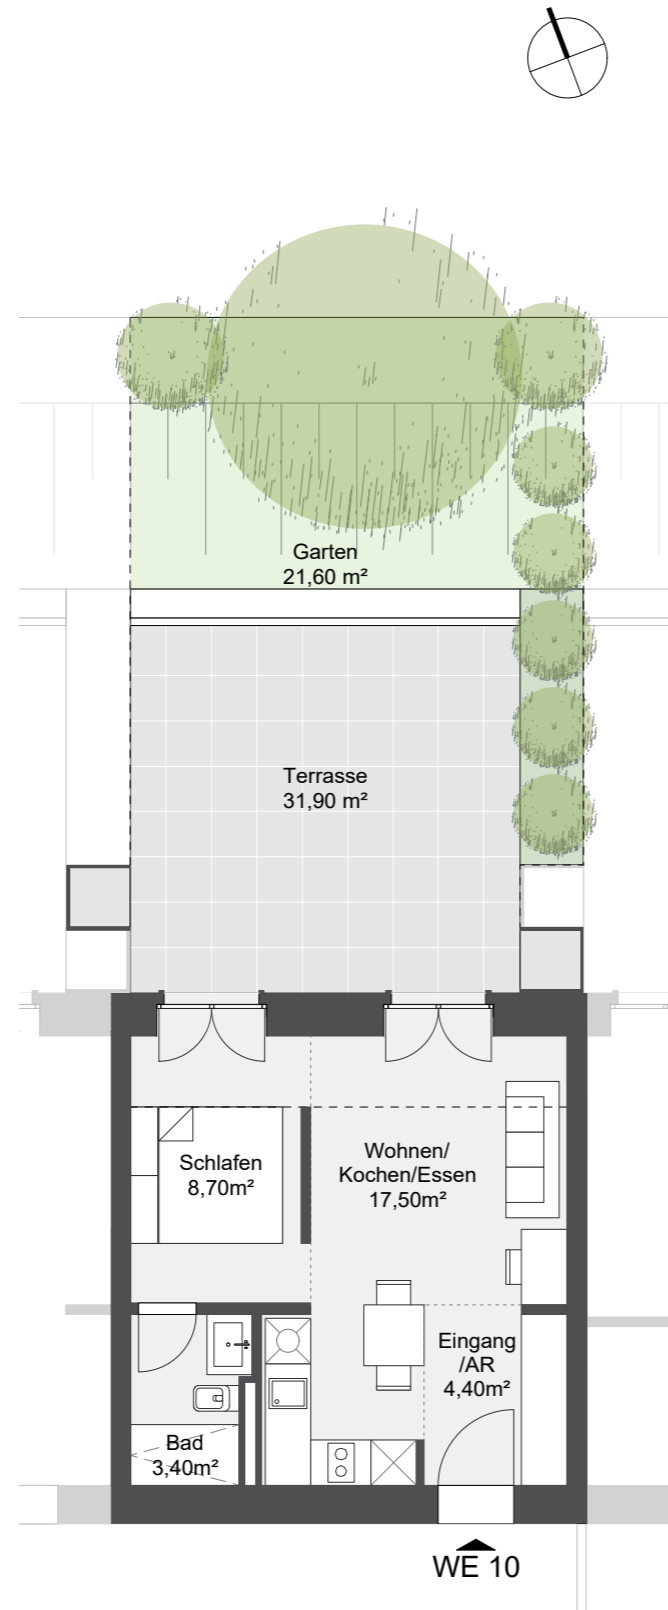 Garten
21,60 m²
Terrasse
31,90 m²
Schlafen
8,70m²
Wohnen/
Kochen/Essen
17,50m²
Eingang
/AR
4,40m²
Bad
3,40m²
WE 10